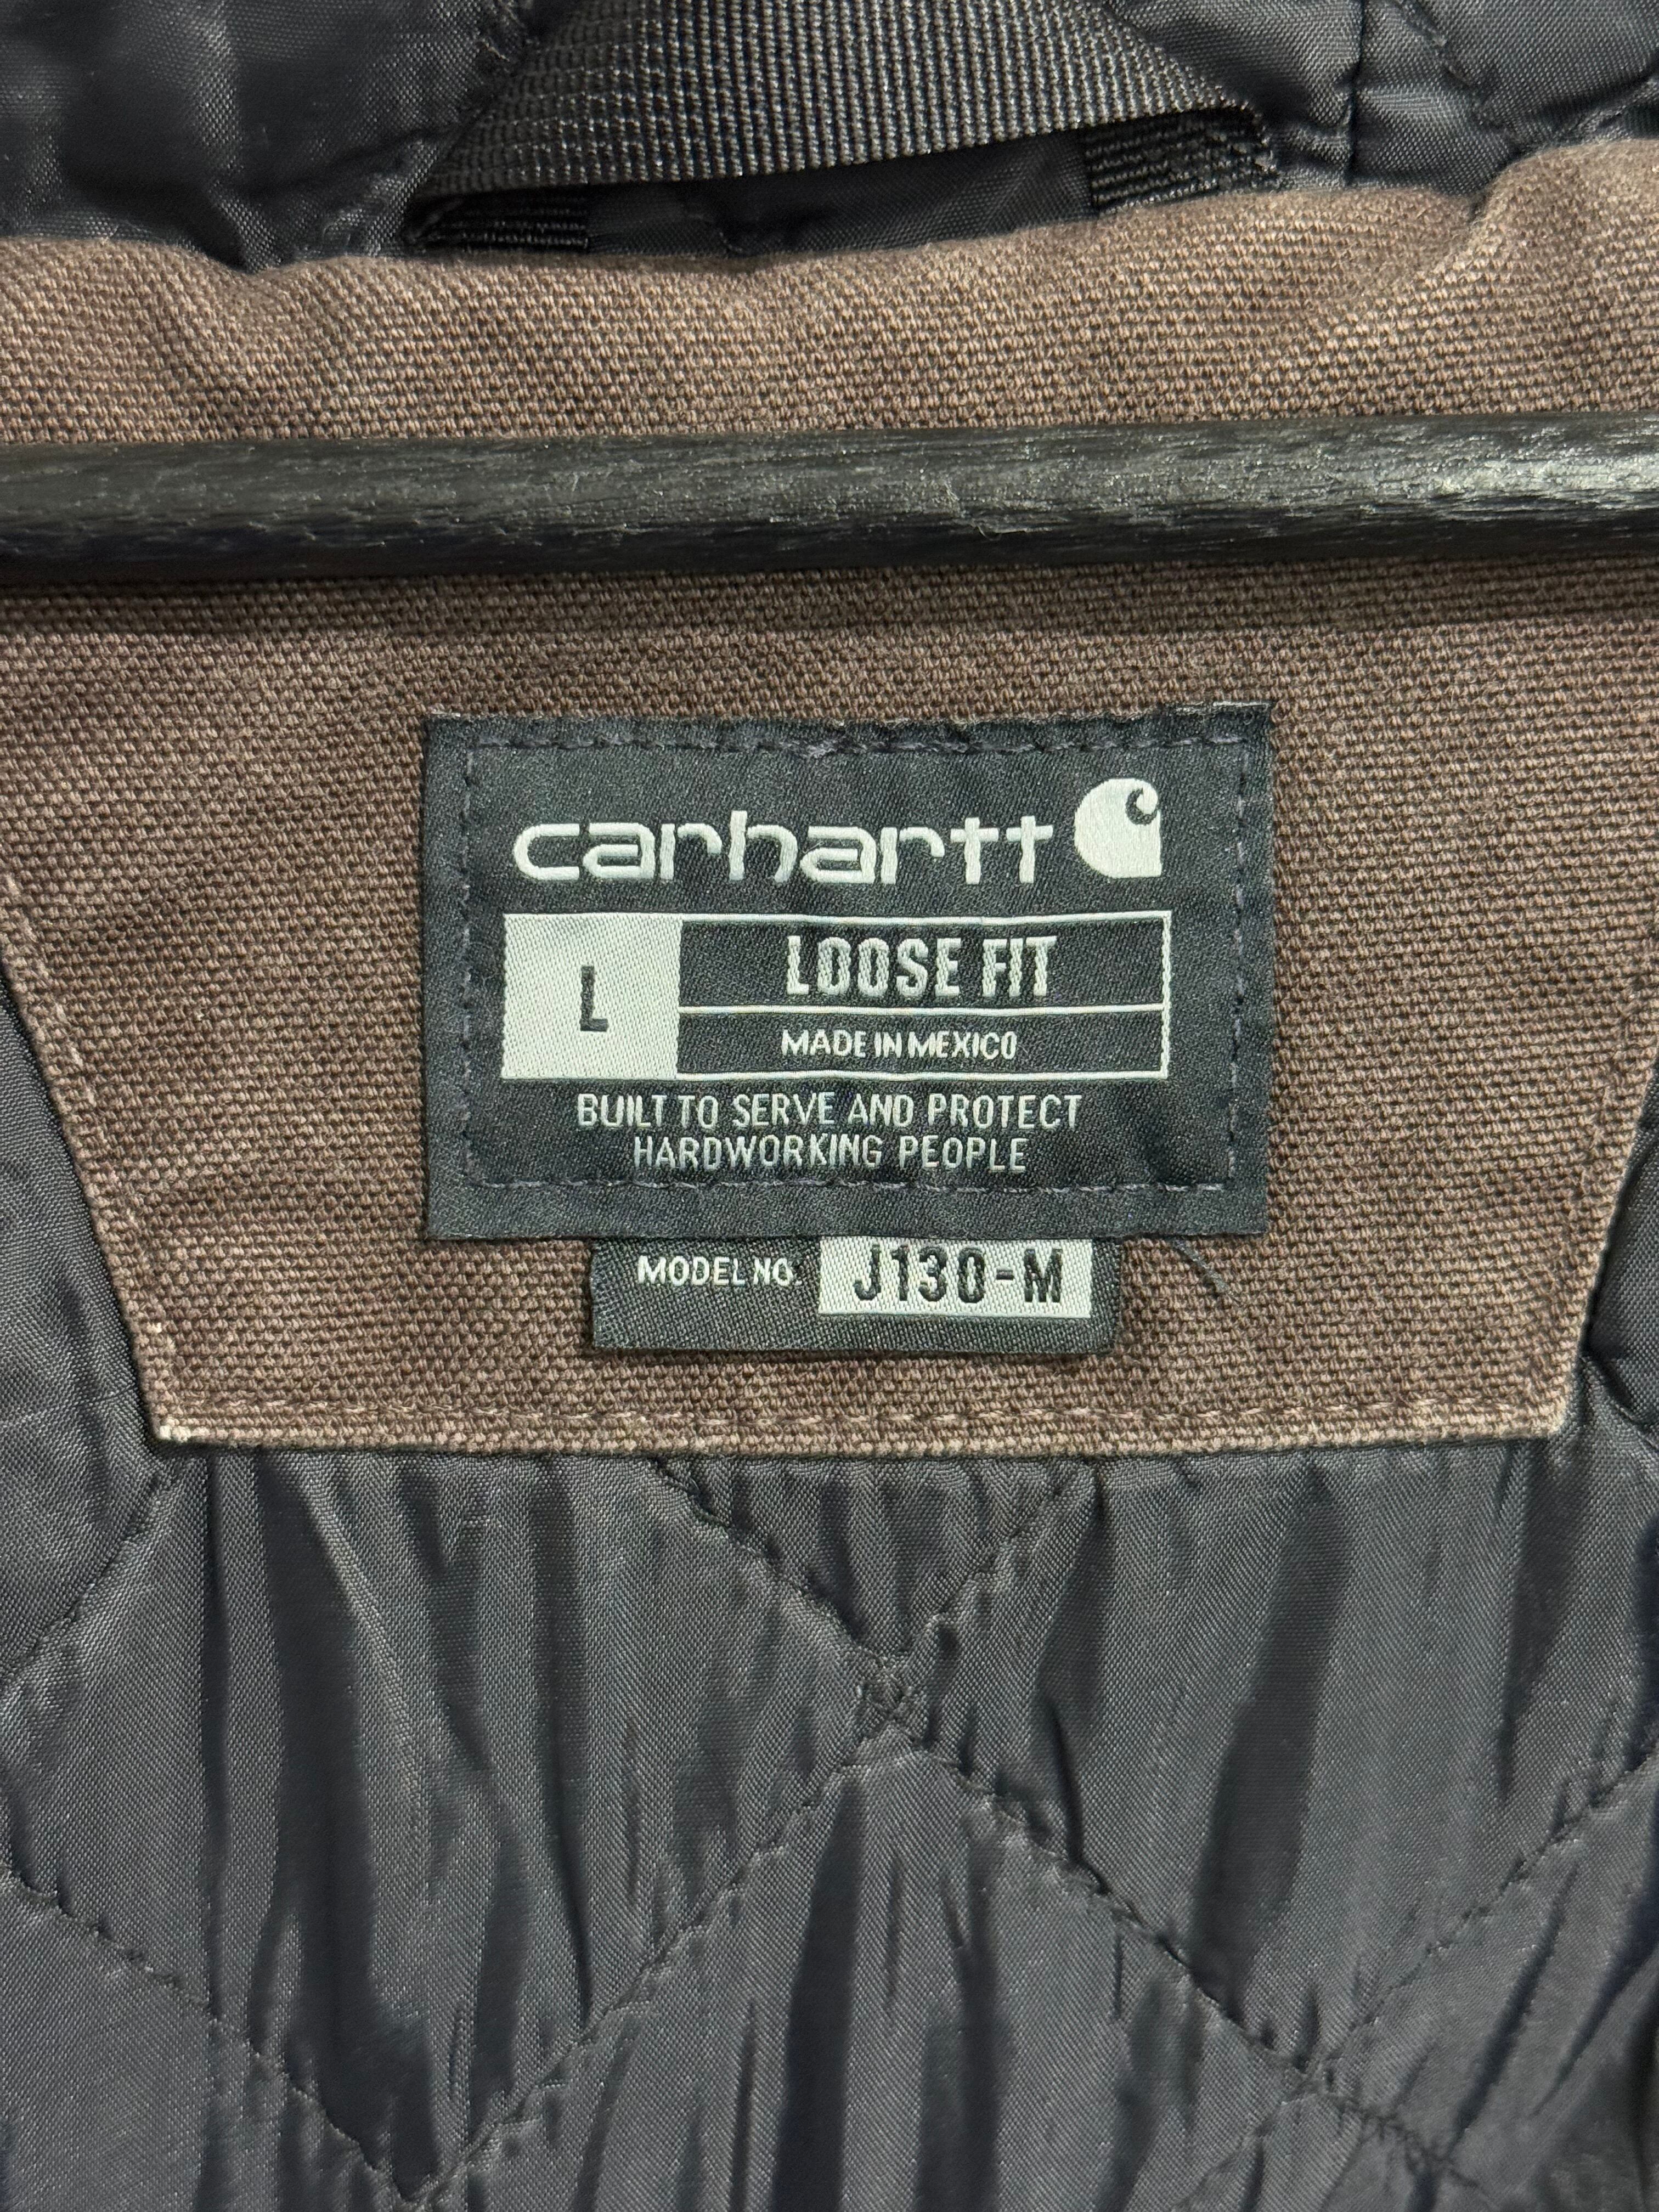 carhartt
L
LOOSE FIT
MADE IN MEXICO
BUILT TO SERVE AND PROTECT
HARDWORKING PEOPLE
MODEL NO. J130-M